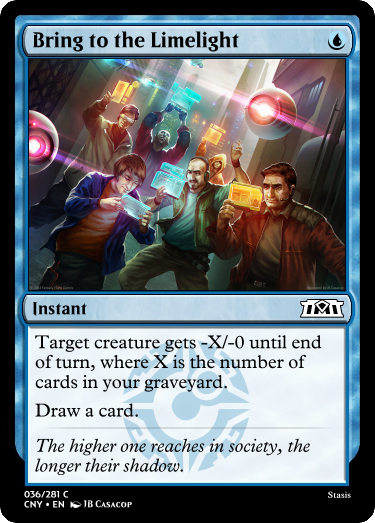 Bring to the Limelight
Instant
Target creature gets -X/-0 until end
of turn, where X is the number of
cards in your graveyard.
Draw a card.
The higher one reaches in society, the
longer their shadow.
036/281 C
Stasis
CNY • EN JB Casacop